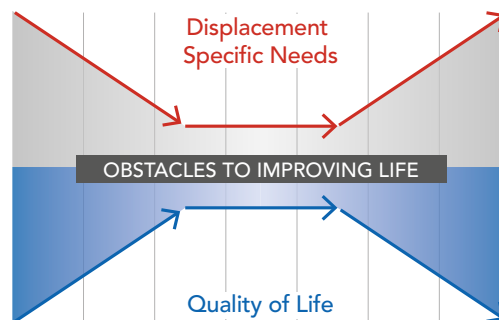 Displacement
Specific Needs
OBSTACLES TO IMPROVING LIFE
Quality of Life